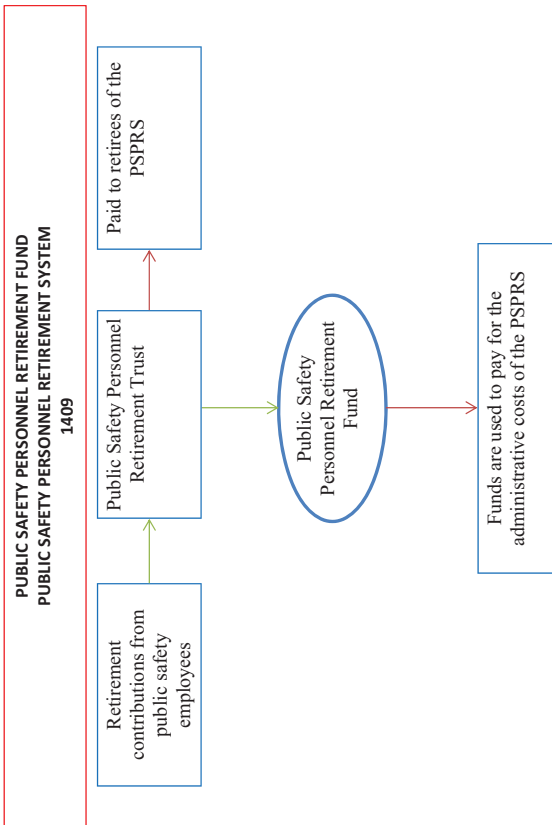 PUBLIC SAFETY PERSONNEL RETIREMENT FUND
PUBLIC SAFETY PERSONNEL RETIREMENT SYSTEM
1409
Retirement
contributions from
public safety
employees
Public Safety Personnel
Retirement Trust
Paid to retirees of the
PSPRS
Public Safety
Personnel Retirement
Fund
Funds are used to pay for the
administrative costs of the PSPRS